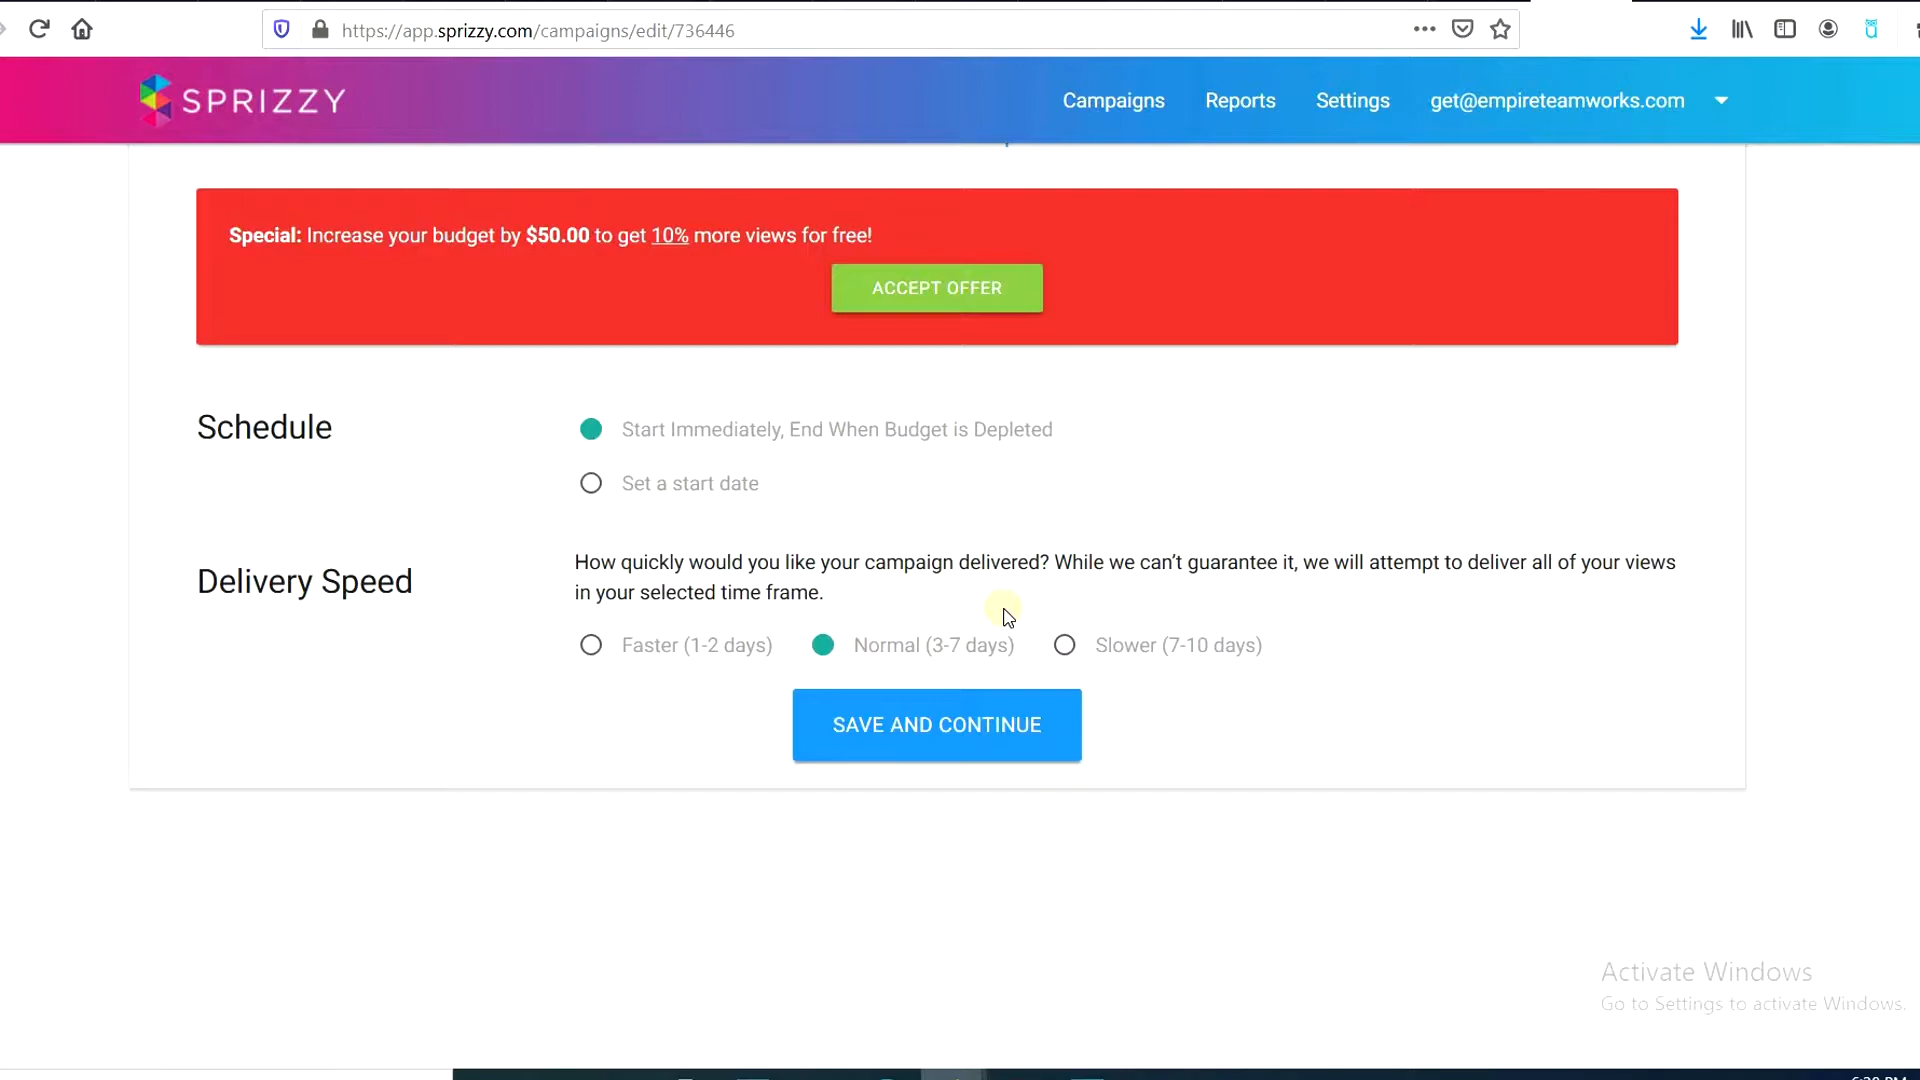 https://app.sprizzy.com/campaigns/edit/736446
SPRIZZY
Campaigns
Reports
Settings
get@empireteamworks.com
Special: Increase your budget by $50.00 to get 10% more views for free!
ACCEPT OFFER
Schedule
Start Immediately, End When Budget is Depleted
Set a start date
Delivery Speed
How quickly would you like your campaign delivered? While we can't guarantee it, we will attempt to deliver all of your views
in your selected time frame.
Faster (1-2 days)
Normal (3-7 days)
Slower (7-10 days)
SAVE AND CONTINUE
Activate Windows
Go to Settings to activate Windows.